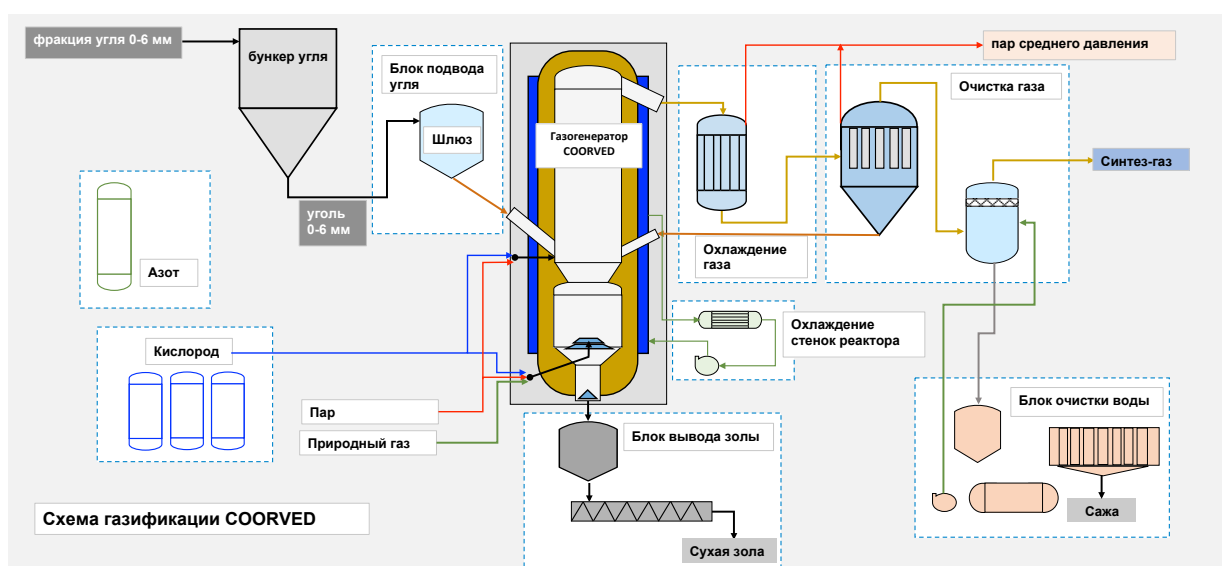 фракция угля 0-6 мм
бункер угля
Блок подвода
угля
Шлюз
Газогенератор
COORVED
пар среднего давления
Очистка газа
Синтез-газ
уголь
0-6 мм
Азот
Охлаждение
газа
Охлаждение
стенок реактора
Кислород
Пар
Природный газ
Блок вывода золы
Блок очистки воды
Сажа
Схема газификации COORVED
Сухая зола